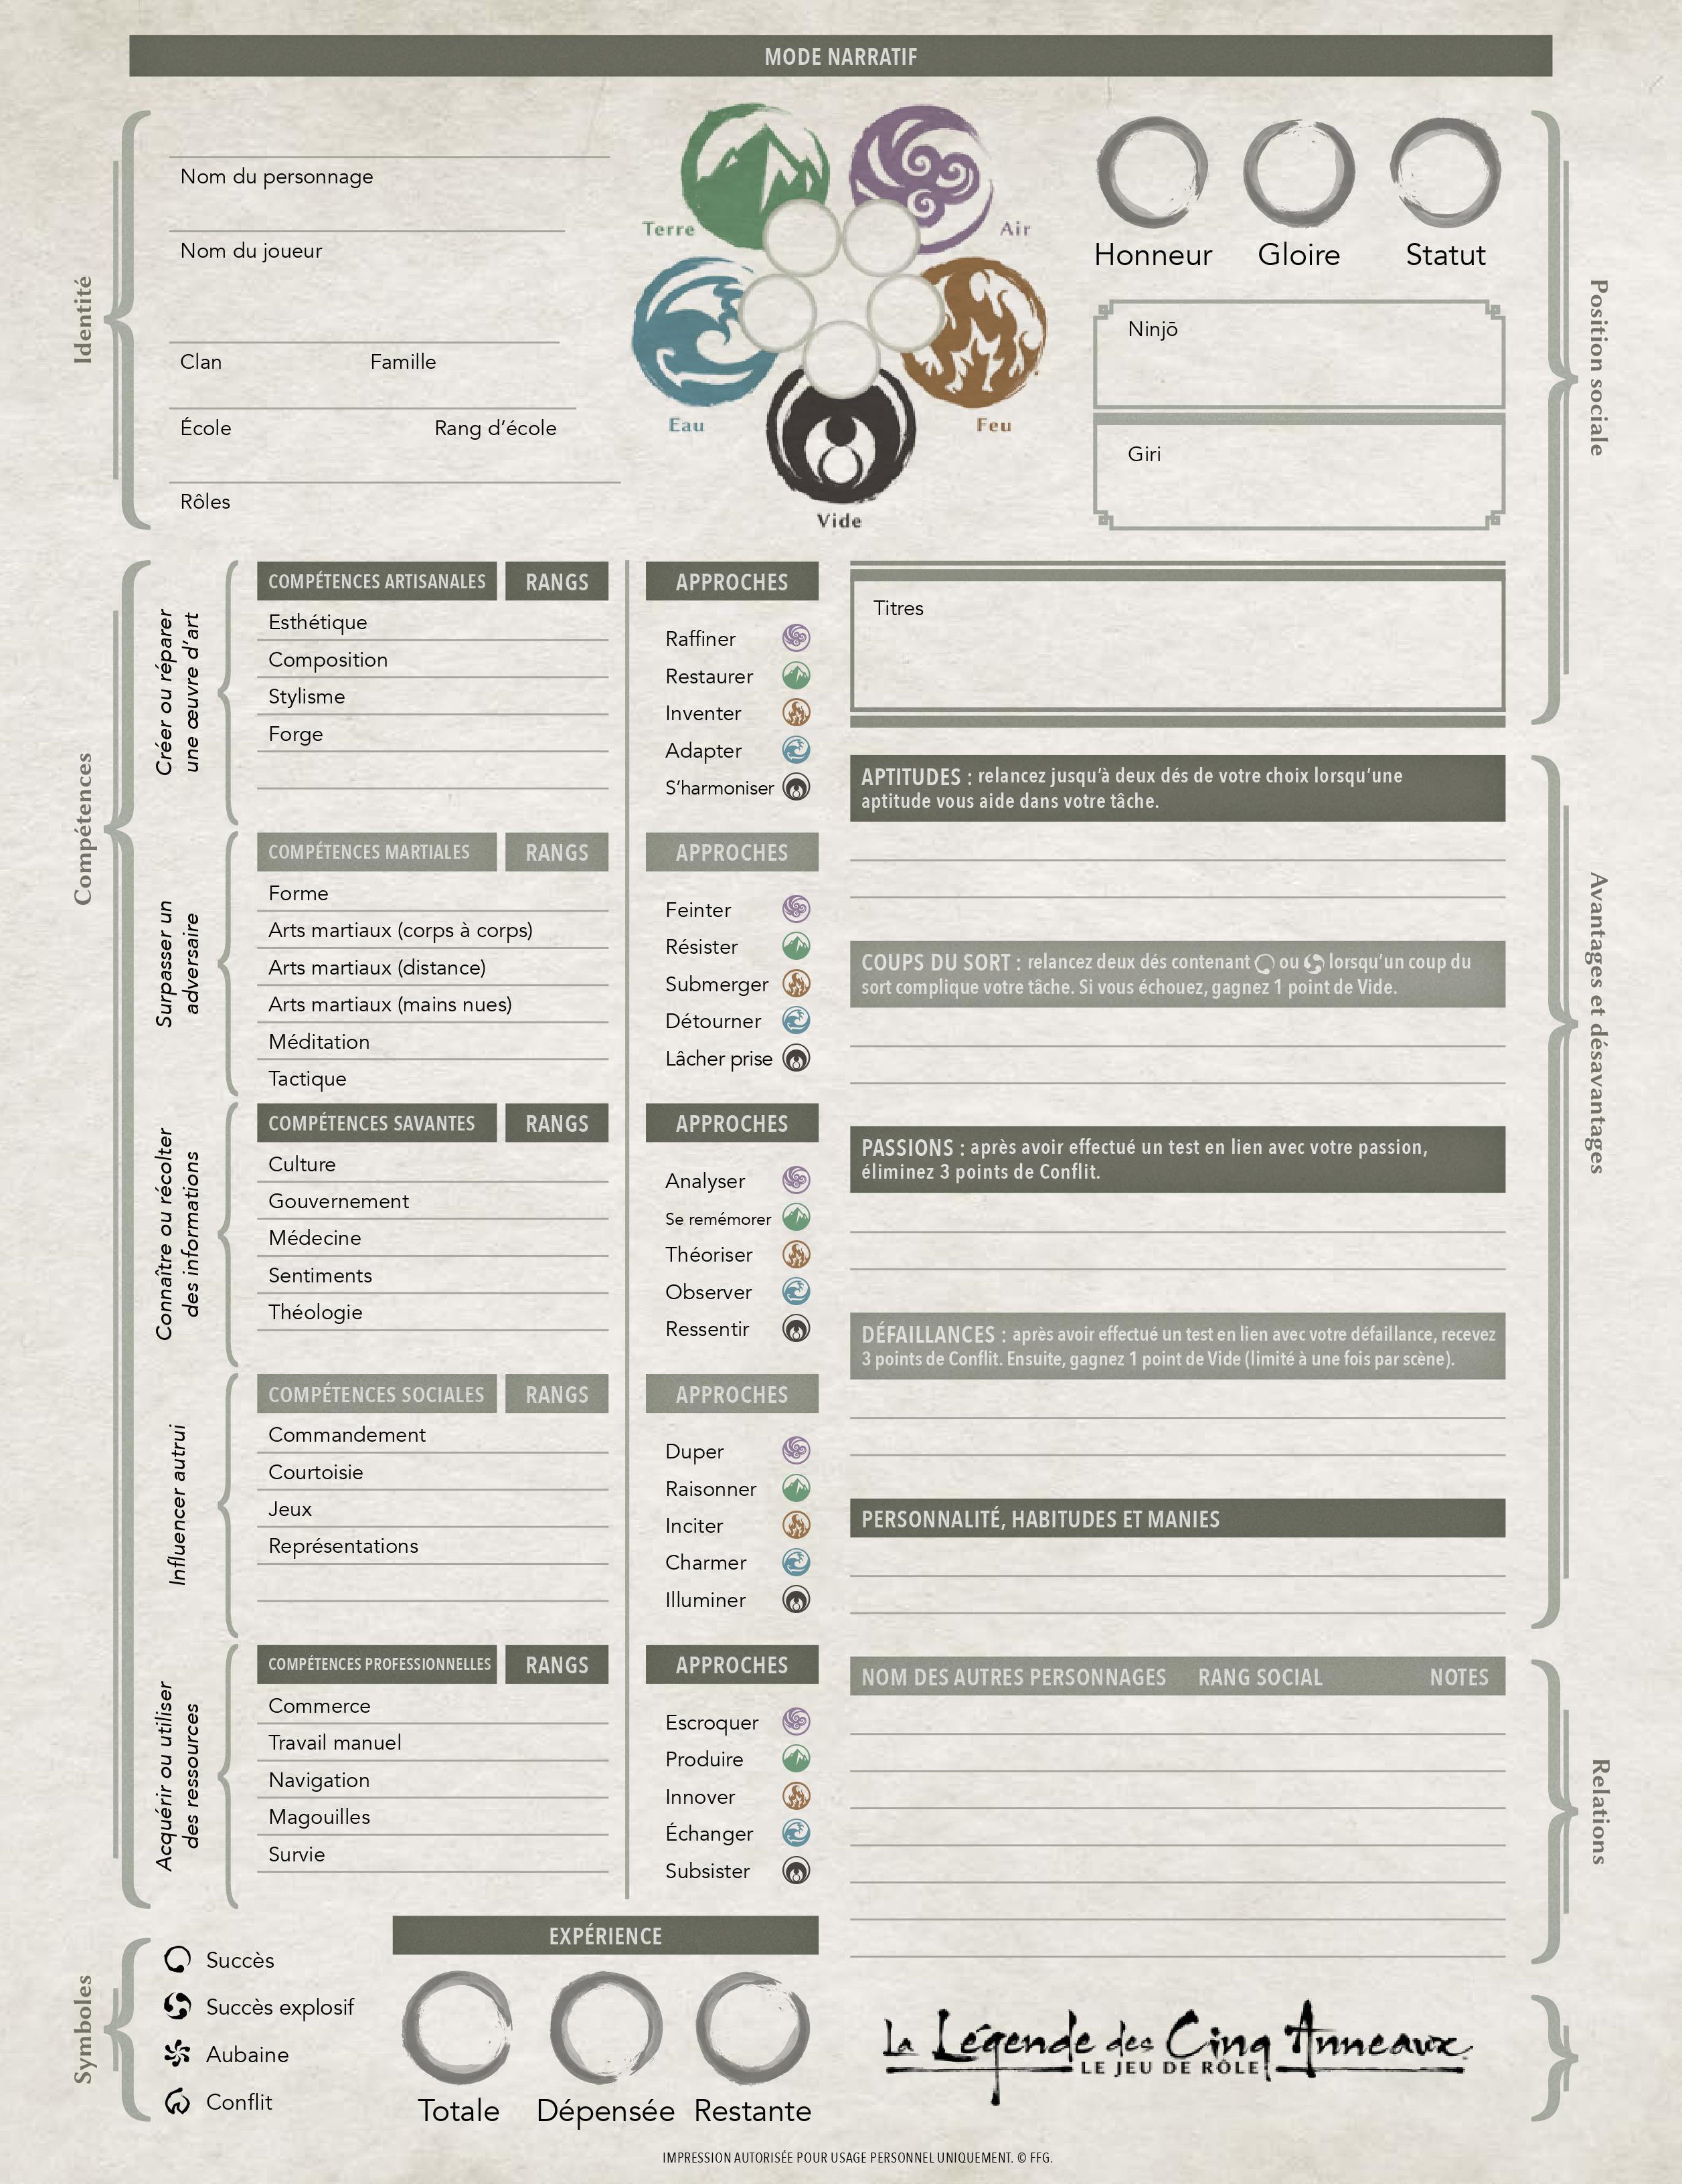 MODE NARRATIF
Identité
Nom du personnage
Nom du joueur
Clan Famille
École Rang d'école
Rôles
Terre
Air
Eau
Feu
Vide
Honneur Gloire Statut
Ninjō
Giri
Position sociale
Compétences
Créer ou réparer
une œuvre d'art
COMPÉTENCES ARTISANALES RANGS APPROCHES
Esthétique
Composition
Stylisme
Forge
Raffiner
Restaurer
Inventer
Adapter
S'harmoniser
Surpasser un
adversaire
COMPÉTENCES MARTIALES RANGS APPROCHES
Forme
Arts martiaux (corps à corps)
Arts martiaux (distance)
Arts martiaux (mains nues)
Méditation
Tactique
Feinter
Résister
Submerger
Détourner
Lâcher prise
Connaître ou récolter
des informations
COMPÉTENCES SAVANTES RANGS APPROCHES
Culture
Gouvernement
Médecine
Sentiments
Théologie
Analyser
Se remémorer
Théoriser
Observer
Ressentir
Influencer autrui
COMPÉTENCES SOCIALES RANGS APPROCHES
Commandement
Courtoisie
Jeux
Représentations
Duper
Raisonner
Inciter
Charmer
Illuminer
Acquérir ou utiliser
des ressources
COMPÉTENCES PROFESSIONNELLES RANGS APPROCHES
Commerce
Travail manuel
Navigation
Magouilles
Survie
Escroquer
Produire
Innover
Échanger
Subsister
Titres
Avantages et désavantages
APTITUDES : relancez jusqu'à deux dés de votre choix lorsqu'une
aptitude vous aide dans votre tâche.
COUPS DU SORT : relancez deux dés contenant ou lorsqu'un coup du
sort complique votre tâche. Si vous échouez, gagnez 1 point de Vide.
PASSIONS : après avoir effectué un test en lien avec votre passion,
éliminez 3 points de Conflit.
DÉFAILLANCES : après avoir effectué un test en lien avec votre défaillance, recevez
3 points de Conflit. Ensuite, gagnez 1 point de Vide (limité à une fois par scène).
PERSONNALITÉ, HABITUDES ET MANIES
Relations
NOM DES AUTRES PERSONNAGES RANG SOCIAL NOTES
Symboles
Succès
Succès explosif
Aubaine
Conflit
EXPÉRIENCE
Totale Dépensée Restante
La Légende des Cinq Anneaux
LE JEU DE RÔLE
IMPRESSION AUTORISÉE POUR USAGE PERSONNEL UNIQUEMENT. © FFG.